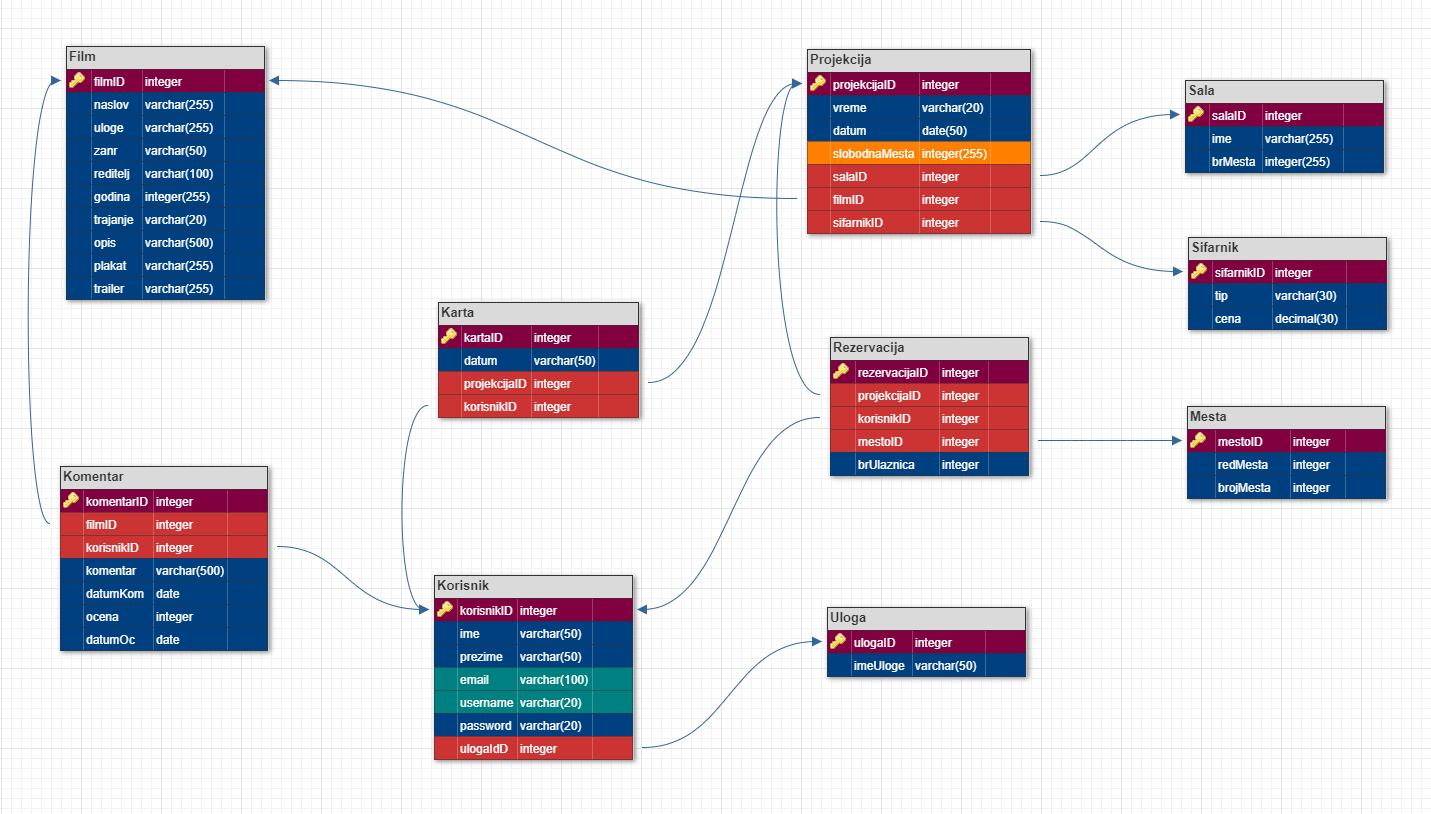 Film
filmID integer
naslov varchar(255)
uloge varchar(255)
zanr varchar(50)
reditelj varchar(100)
godina integer(255)
trajanje varchar(20)
opis varchar(500)
plakat varchar(255)
trailer varchar(255)
Projekcija
projekcijaID integer
vreme varchar(20)
datum date(50)
slobodnaMesta integer(255)
salaID integer
filmID integer
sifarnikID integer
Sala
salaID integer
ime varchar(255)
brMesta integer(255)
Sifarnik
sifarnikID integer
tip varchar(30)
cena decimal(30)
Karta
kartaID integer
datum varchar(50)
projekcijaID integer
korisnikID integer
Rezervacija
rezervacijaID integer
projekcijaID integer
korisnikID integer
mestoID integer
brUlaznica integer
Mesta
mestoID integer
redMesta integer
brojMesta integer
Komentar
komentarID integer
filmID integer
korisnikID integer
komentar varchar(500)
datumKom date
ocena integer
datumOc date
Korisnik
korisnikID integer
ime varchar(50)
prezime varchar(50)
email varchar(100)
username varchar(20)
password varchar(20)
ulogaIdD integer
Uloga
ulogaID integer
imeUloge varchar(50)